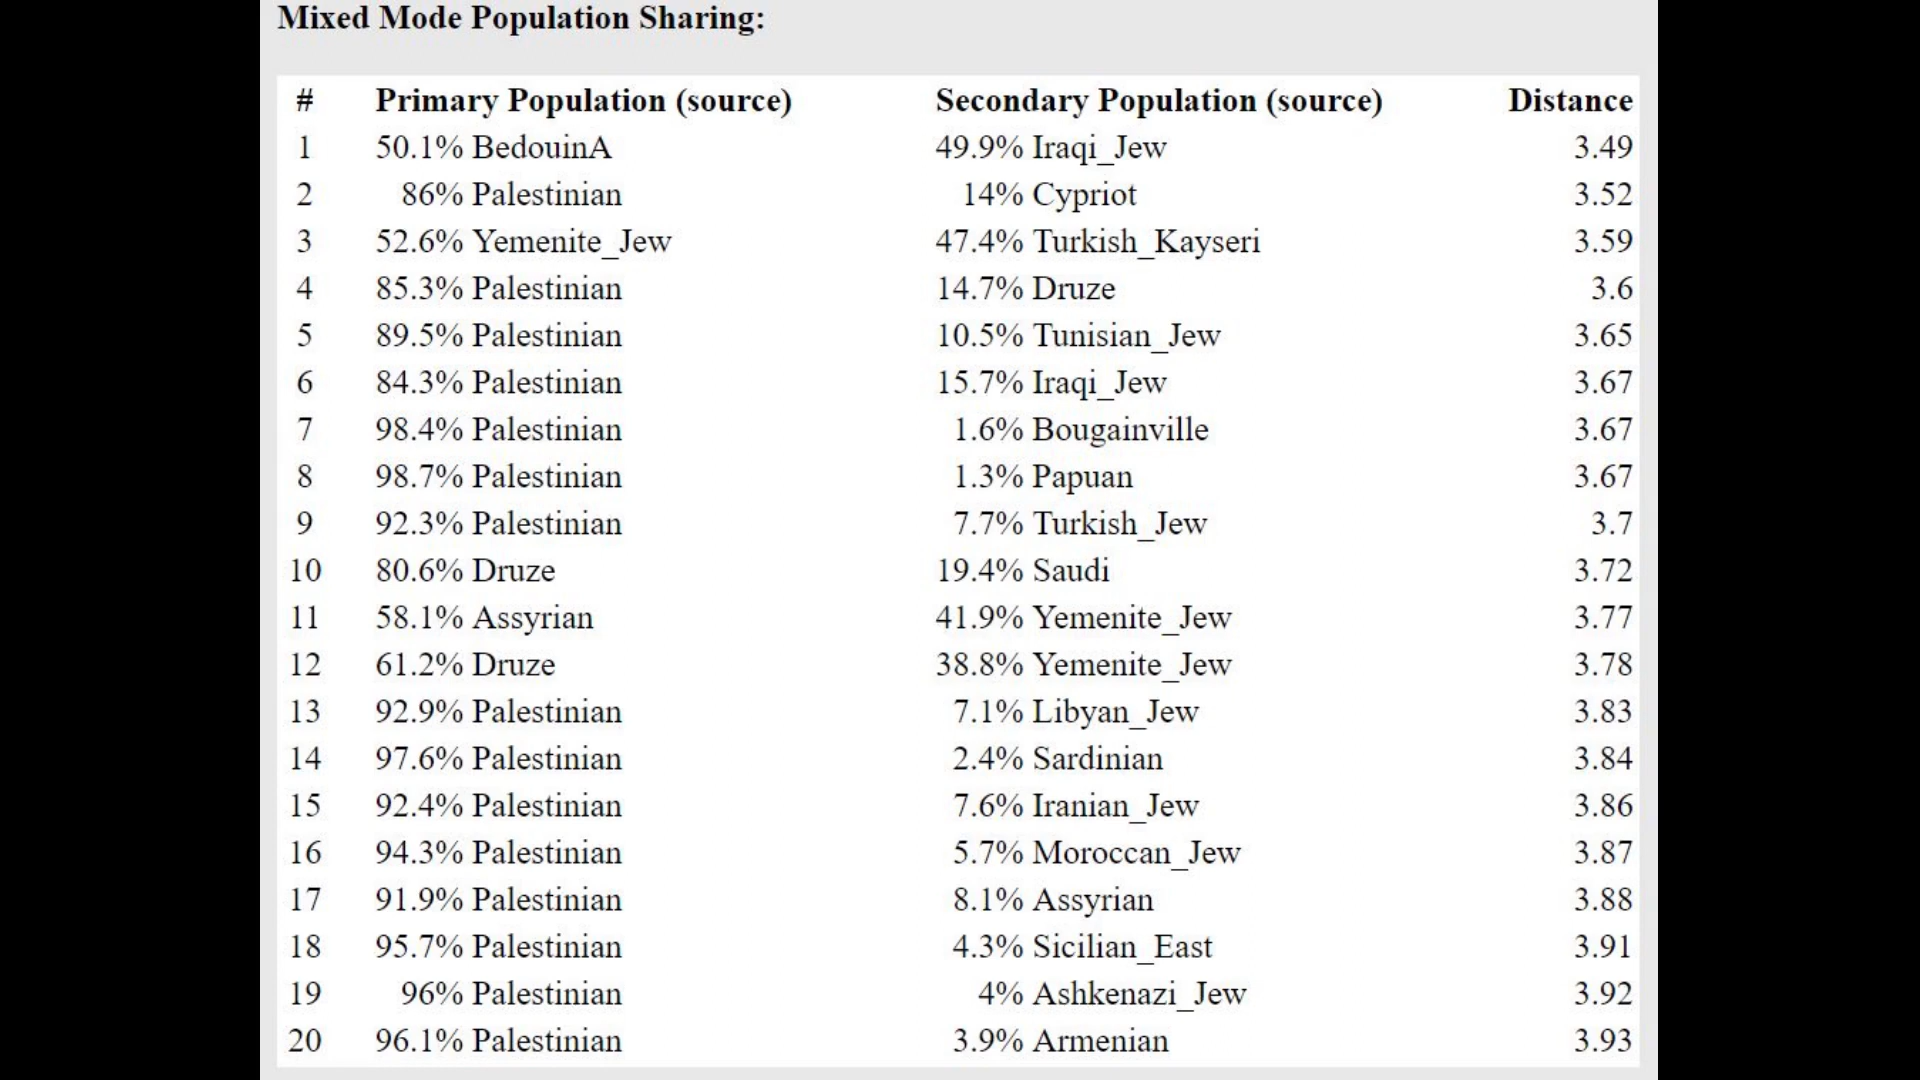 Mixed Mode Population Sharing:
# Primary Population (source) Secondary Population (source) Distance
1 50.1% BedouinA 49.9% Iraqi_Jew 3.49
2 86% Palestinian 14% Cypriot 3.52
3 52.6% Yemenite_Jew 47.4% Turkish_Kayseri 3.59
4 85.3% Palestinian 14.7% Druze 3.6
5 89.5% Palestinian 10.5% Tunisian_Jew 3.65
6 84.3% Palestinian 15.7% Iraqi_Jew 3.67
7 98.4% Palestinian 1.6% Bougainville 3.67
8 98.7% Palestinian 1.3% Papuan 3.67
9 92.3% Palestinian 7.7% Turkish_Jew 3.7
10 80.6% Druze 19.4% Saudi 3.72
11 58.1% Assyrian 41.9% Yemenite_Jew 3.77
12 61.2% Druze 38.8% Yemenite_Jew 3.78
13 92.9% Palestinian 7.1% Libyan_Jew 3.83
14 97.6% Palestinian 2.4% Sardinian 3.84
15 92.4% Palestinian 7.6% Iranian_Jew 3.86
16 94.3% Palestinian 5.7% Moroccan_Jew 3.87
17 91.9% Palestinian 8.1% Assyrian 3.88
18 95.7% Palestinian 4.3% Sicilian_East 3.91
19 96% Palestinian 4% Ashkenazi_Jew 3.92
20 96.1% Palestinian 3.9% Armenian 3.93